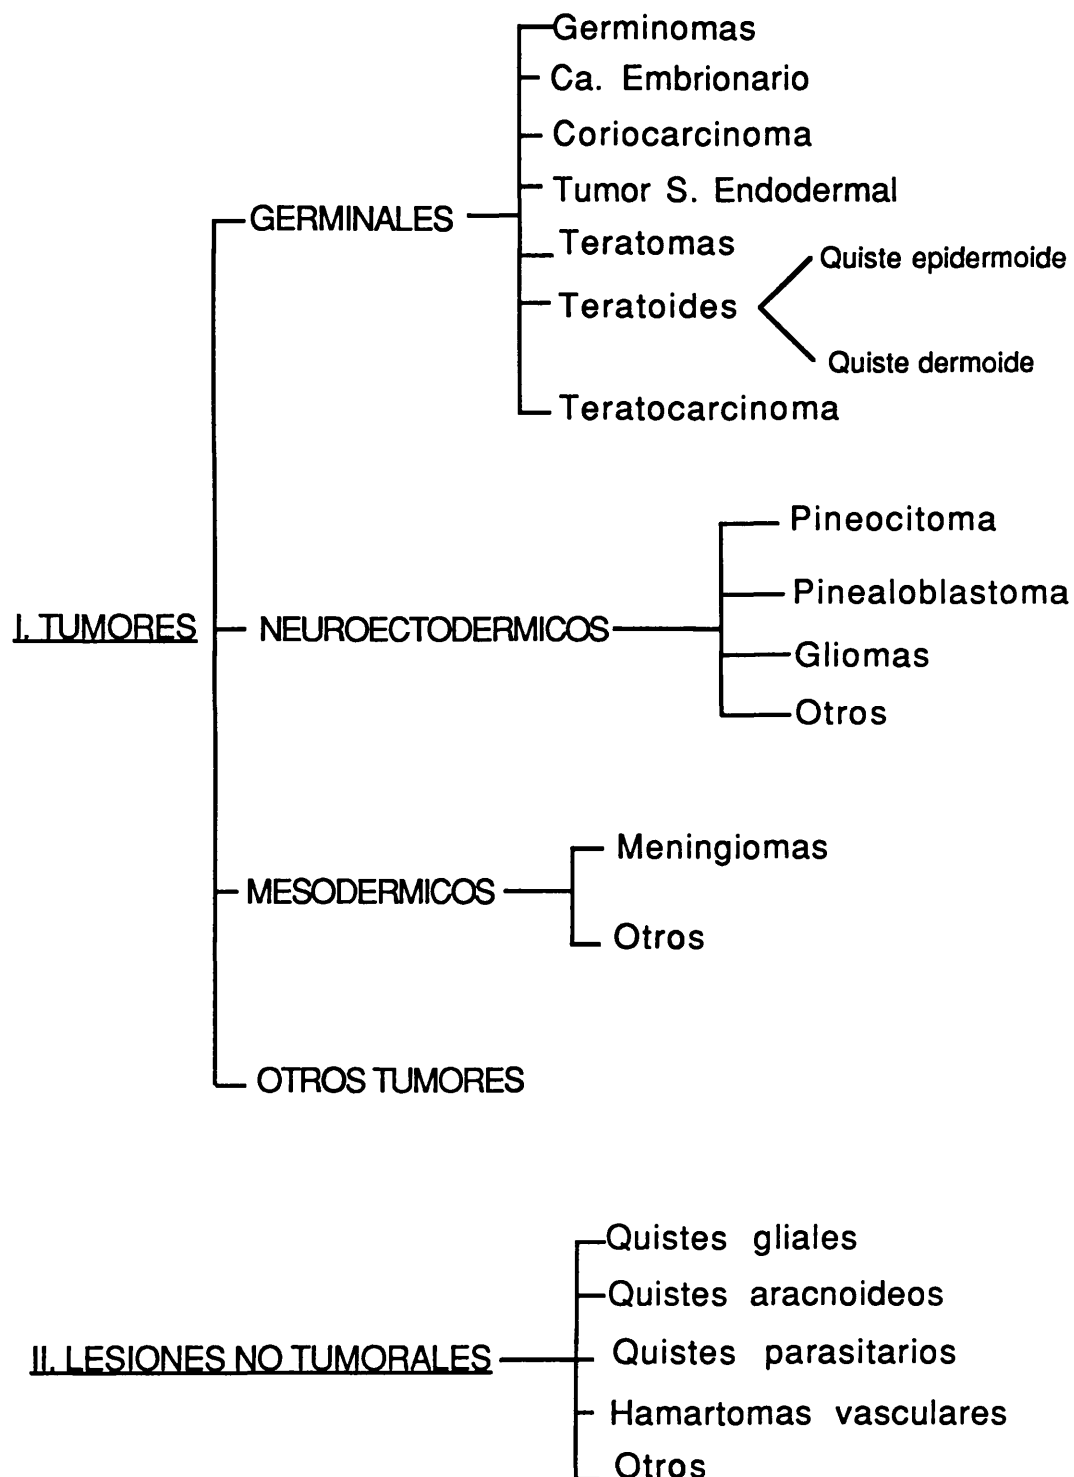 Germinomas
Ca. Embrionario
Coriocarcinoma
Tumor S. Endodermal
GERMINALES
Teratomas
Quiste epidermoide
Teratoides
Quiste dermoide
Teratocarcinoma
Pineocitoma
Pinealoblastoma
I. TUMORES
NEUROECTODERMICOS
Gliomas
Otros
Meningiomas
MESODERMICOS
Otros
OTROS TUMORES
Quistes gliales
Quistes aracnoideos
II. LESIONES NO TUMORALES
Quistes parasitarios
Hamartomas vasculares
Otros